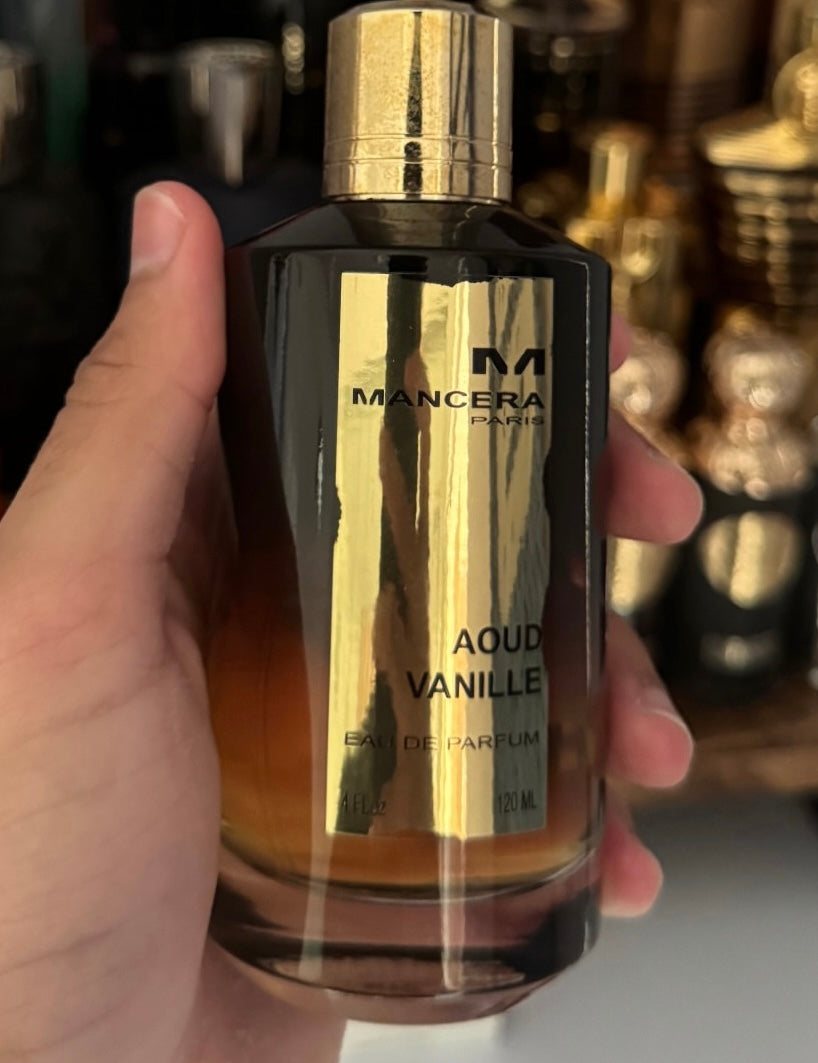 M
MANCERA
PARIS
AOUD
VANILLE
EAU DE PARFUM
4 FL.oz 120 ML